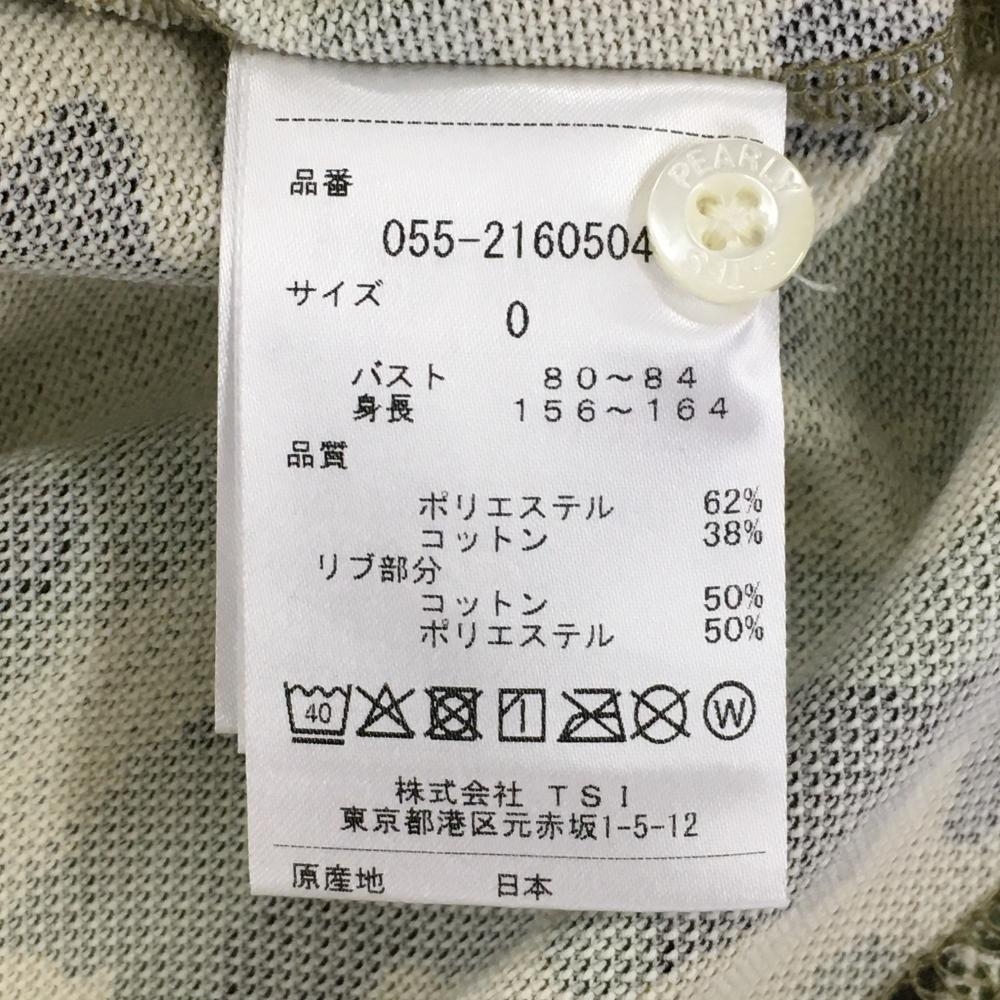 品番
055-2160504
PEARLY
サイズ
0
バスト 80～84
身長 156～164
品質
ポリエステル 62%
コットン 38%
リブ部分
コットン 50%
ポリエステル 50%
40
W
株式会社 TSI
東京都港区元赤坂1-5-12
原産地 日本